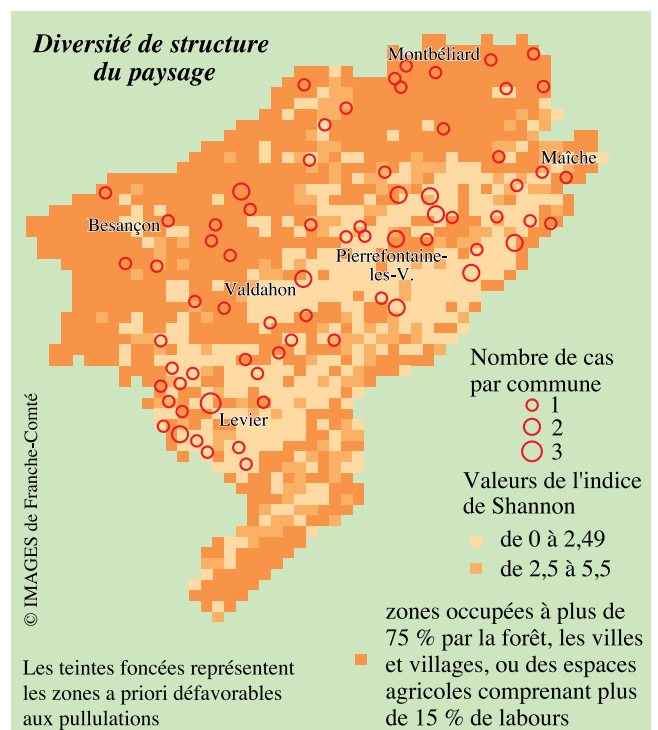 Diversité de structure
du paysage
Montbéliard
Maîche
Besançon
Pierrefontaine-
les-V.
Valdahon
Levier
Nombre de cas
par commune
1
2
3
Valeurs de l'indice
de Shannon
de 0 à 2,49
de 2,5 à 5,5
zones occupées à plus de
75 % par la forêt, les villes
et villages, ou des espaces
agricoles comprenant plus
de 15 % de labours
Les teintes foncées représentent
les zones a priori défavorables
aux pullulations
© IMAGES de Franche-Comté